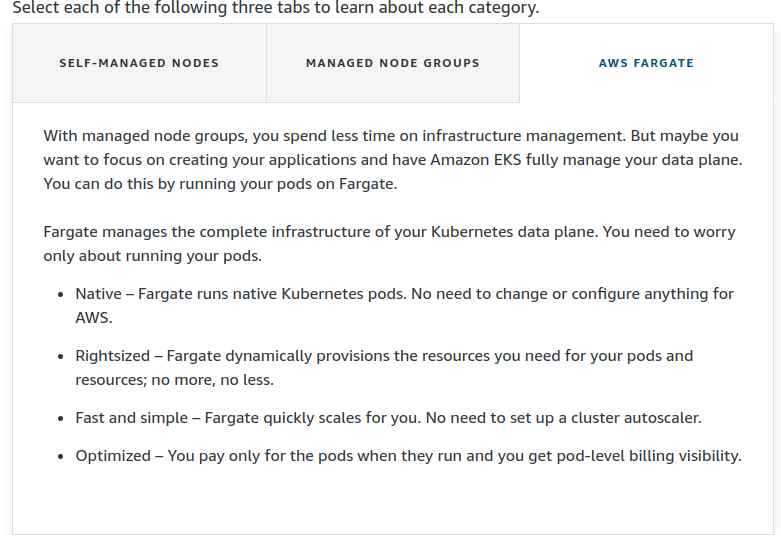 Select each of the following three tabs to learn about each category.
SELF-MANAGED NODES
MANAGED NODE GROUPS
AWS FARGATE
With managed node groups, you spend less time on infrastructure management. But maybe you
want to focus on creating your applications and have Amazon EKS fully manage your data plane.
You can do this by running your pods on Fargate.
Fargate manages the complete infrastructure of your Kubernetes data plane. You need to worry
only about running your pods.
• Native – Fargate runs native Kubernetes pods. No need to change or configure anything for
AWS.
• Rightsized – Fargate dynamically provisions the resources you need for your pods and
resources; no more, no less.
• Fast and simple – Fargate quickly scales for you. No need to set up a cluster autoscaler.
• Optimized – You pay only for the pods when they run and you get pod-level billing visibility.